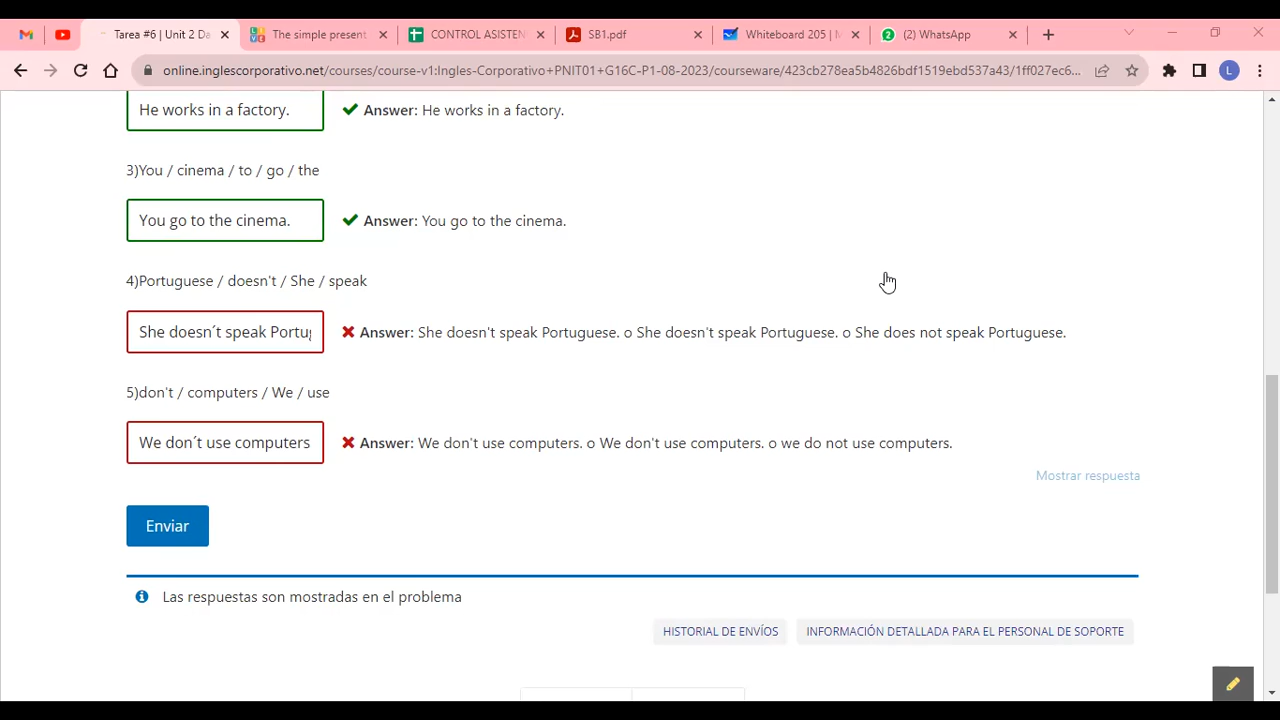 Tarea #6 | Unit 2 Da
The simple present
CONTROL ASISTEN
SB1.pdf
Whiteboard 205 | M
(2) WhatsApp
online.inglescorporativo.net/courses/course-v1:Ingles-Corporativo+PNIT01+G16C-P1-08-2023/courseware/423cb278ea5b4826bdf1519ebd537a43/1ff027ec6...
L
He works in a factory.
Answer: He works in a factory.
3)You / cinema / to / go / the
You go to the cinema.
Answer: You go to the cinema.
4)Portuguese / doesn't / She / speak
She doesn´t speak Portug
Answer: She doesn't speak Portuguese. o She doesn't speak Portuguese. o She does not speak Portuguese.
5)don't / computers / We / use
We don´t use computers
Answer: We don't use computers. o We don't use computers. o we do not use computers.
Mostrar respuesta
Enviar
Las respuestas son mostradas en el problema
HISTORIAL DE ENVÍOS
INFORMACIÓN DETALLADA PARA EL PERSONAL DE SOPORTE